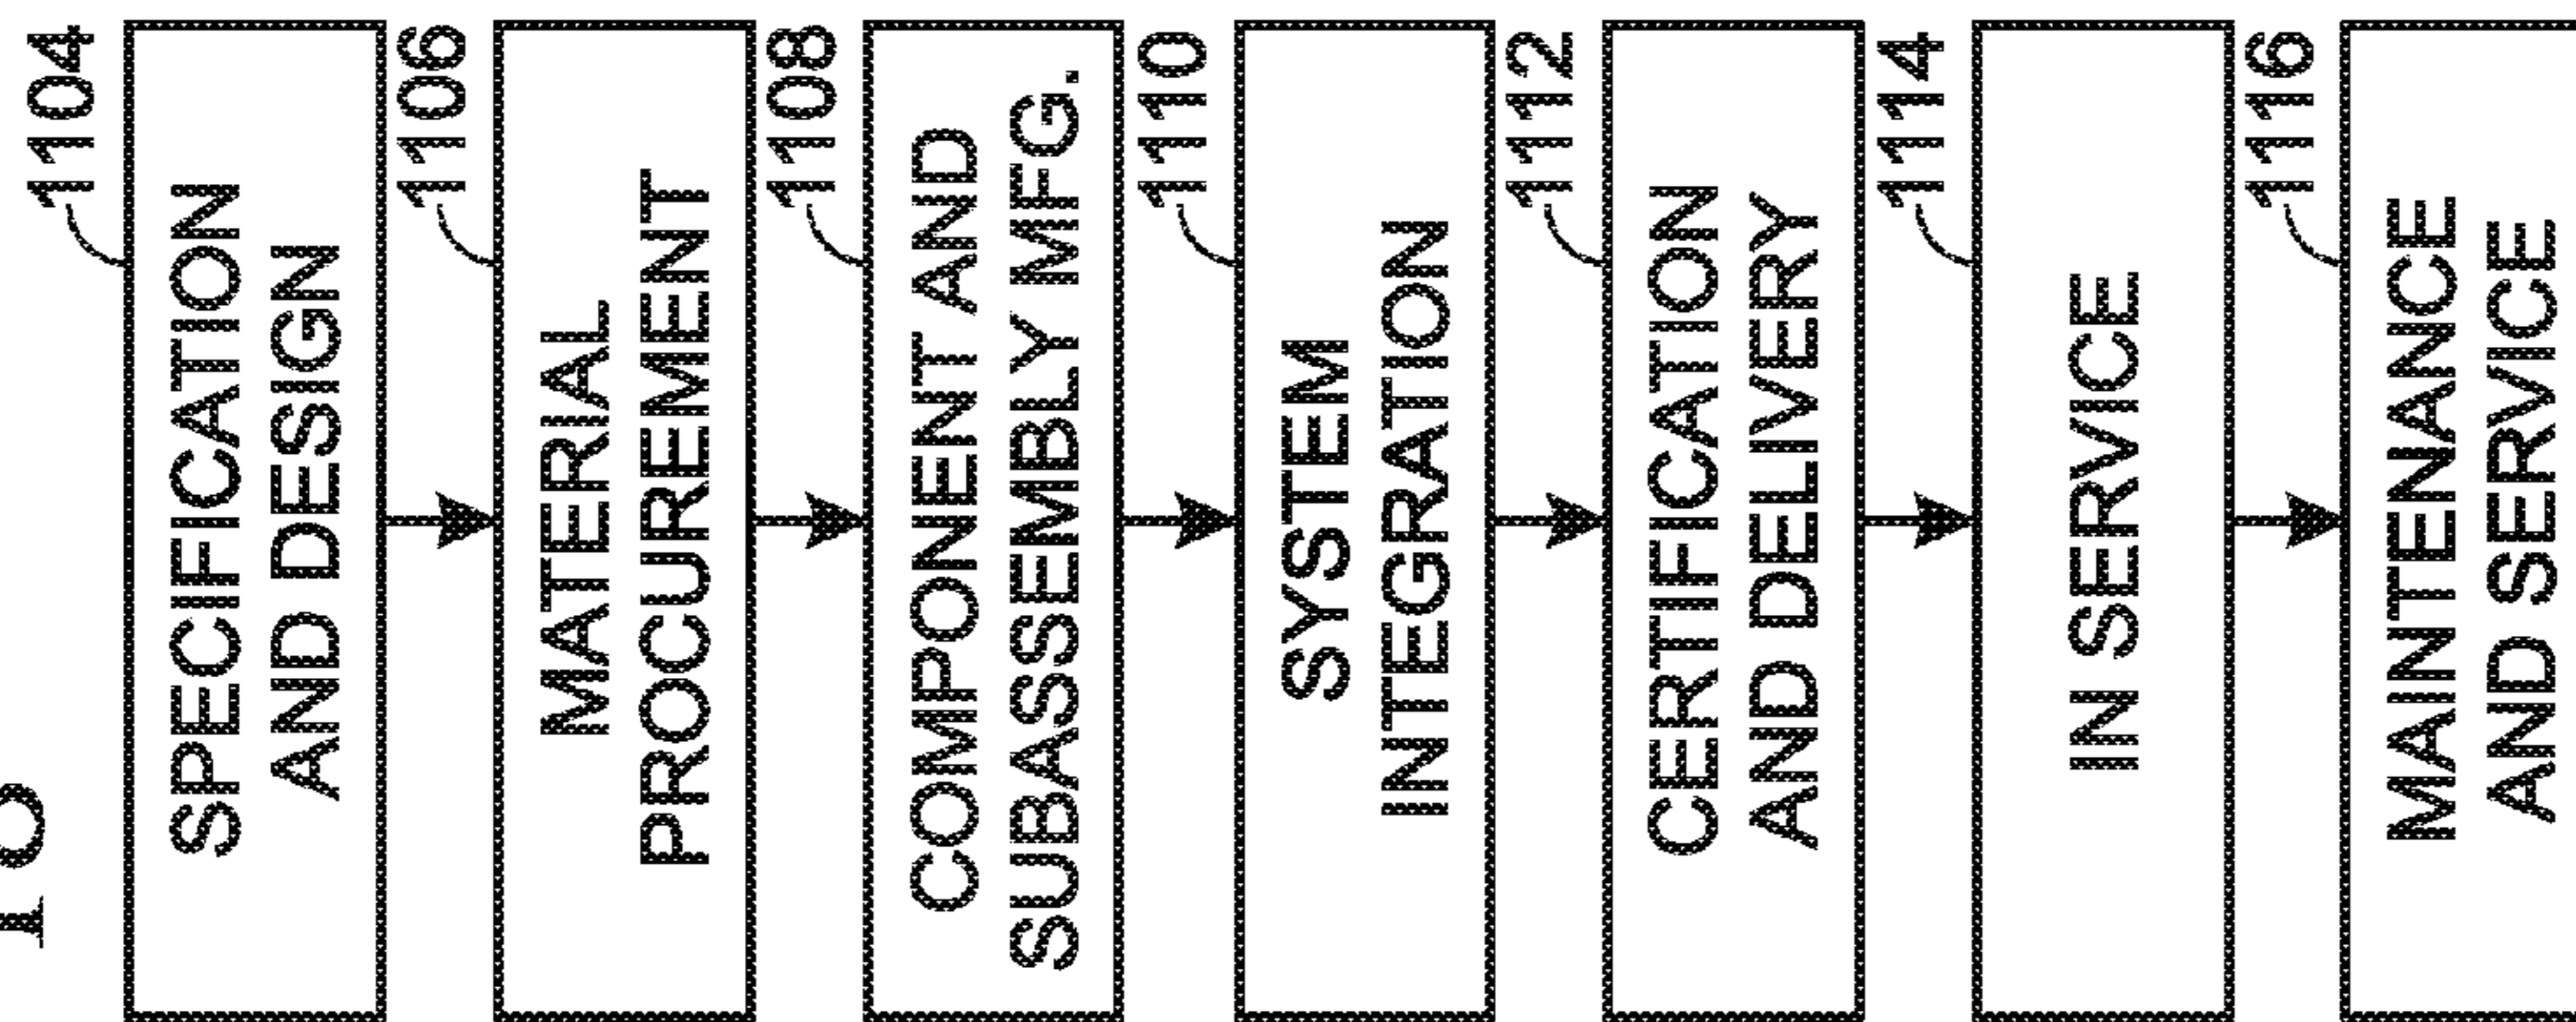 1104
SPECIFICATION
AND DESIGN
1106
MATERIAL
PROCUREMENT
1108
COMPONENT AND
SUBASSEMBLY MFG.
1110
SYSTEM
INTEGRATION
1112
CERTIFICATION
AND DELIVERY
1114
IN SERVICE
1116
MAINTENANCE
AND SERVICE